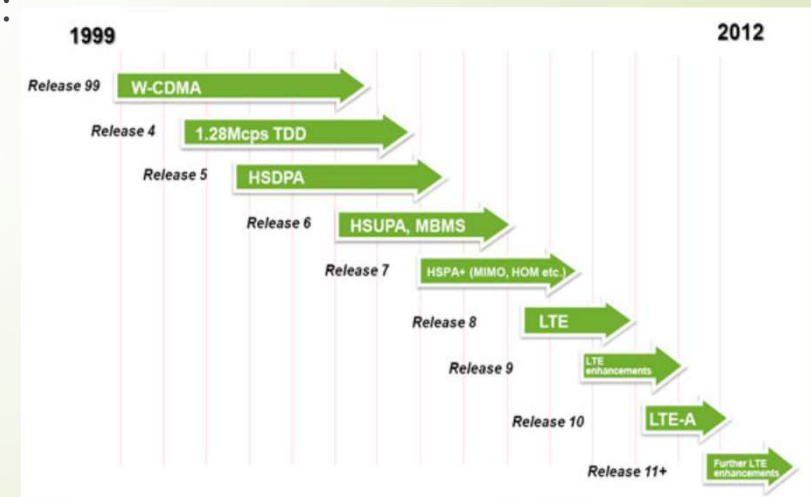 1999
2012
Release 99
W-CDMA
Release 4
1.28Mcps TDD
Release 5
HSDPA
Release 6
HSUPA, MBMS
Release 7
HSPA+ (MIMO, HOM etc.)
Release 8
LTE
Release 9
LTE
enhancements
Release 10
LTE-A
Release 11+
Further LTE
enhancements